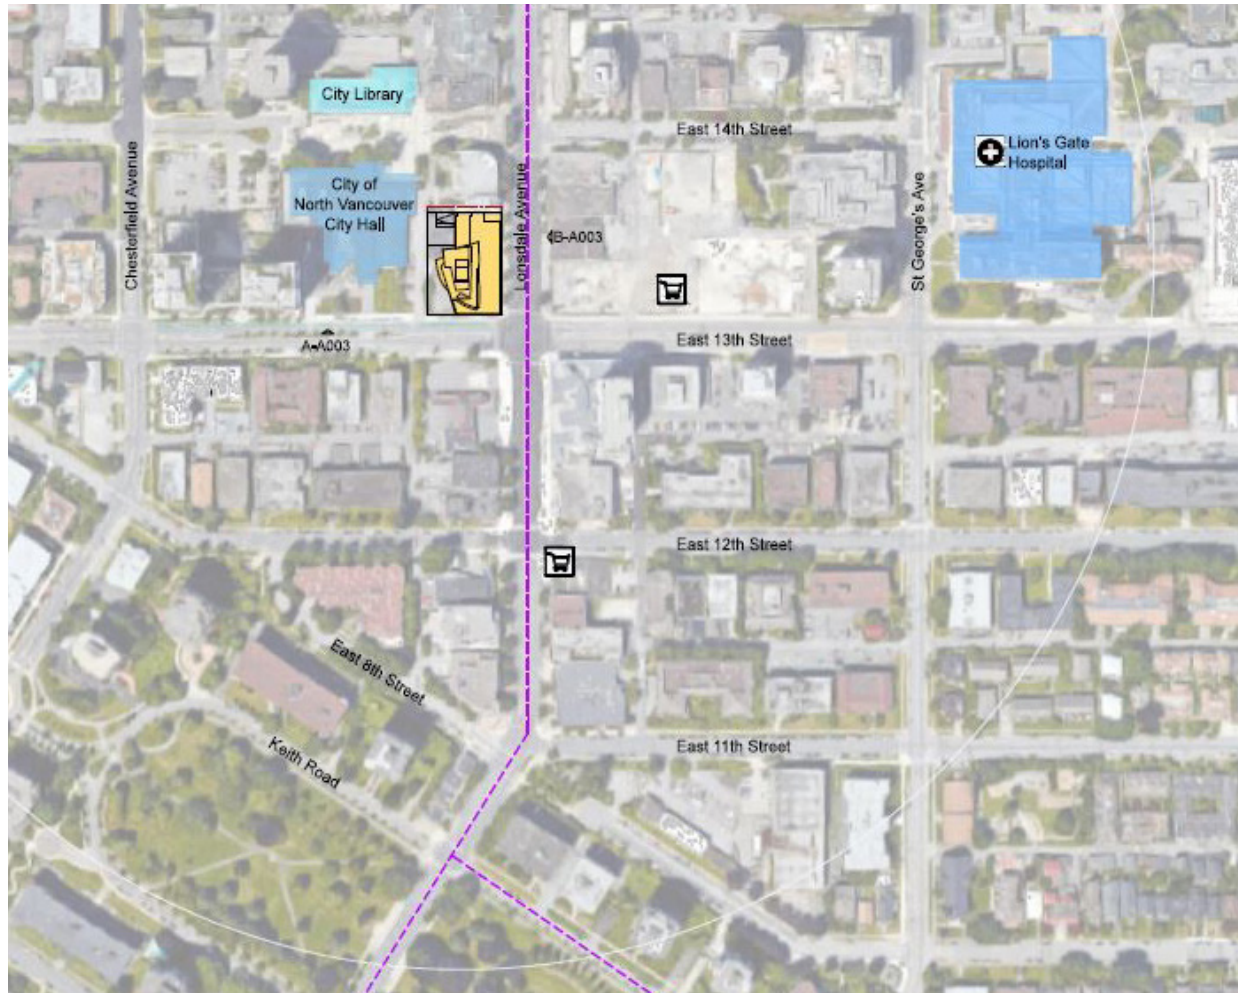 City Library
East 14th Street
Lion's Gate
Hospital
Chesterfield Avenue
City of
North Vancouver
City Hall
Lonsdale Avenue
St George's Ave
B-A003
A-A003
East 13th Street
East 12th Street
East 8th Street
Keith Road
East 11th Street